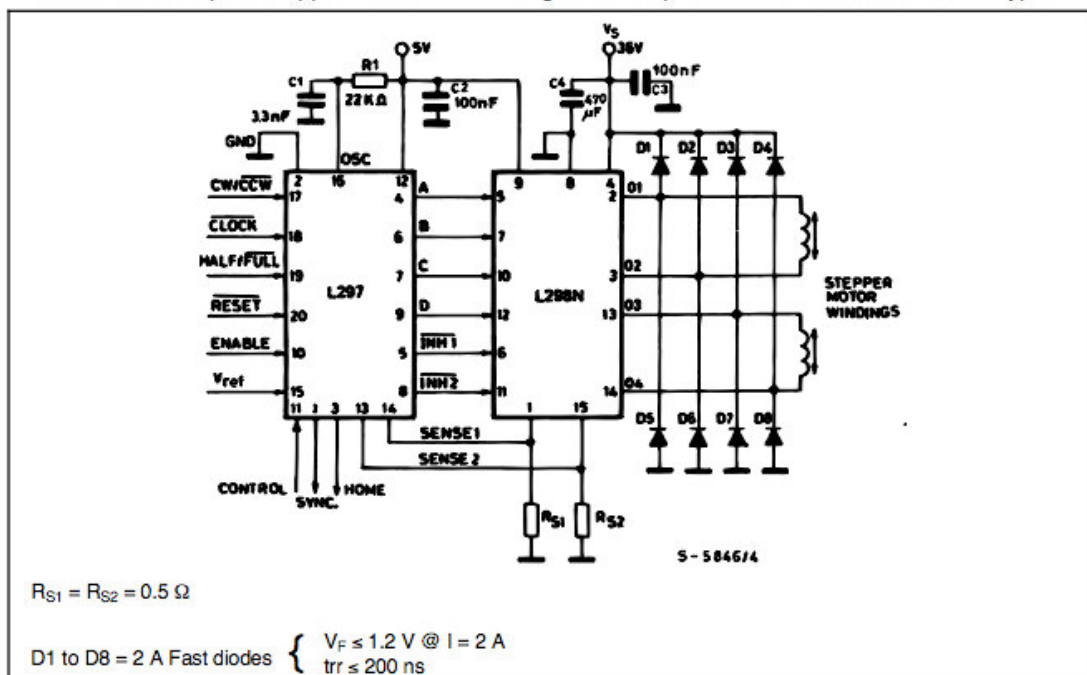 5V
Vs
36V
R1
22KΩ
C1
3.3nF
C2
100nF
C4
470
µF
100nF
C3
GND
OSC
D1 D2 D3 D4
2 16 12
9 8 4
CW/CCW 17
4 A 5
2 O1
CLOCK 18
6 B 7
HALF/FULL 19
7 C 10
3 O2
L297
L298N
STEPPER
MOTOR
WINDINGS
RESET 20
9 D 12
13 O3
ENABLE 10
5 INH1 6
Vref 15
8 INH2 11
14 O4
11 1 3 13 14
1 15
D5 D6 D7 D8
SENSE1
SENSE 2
CONTROL
SYNC.
HOME
RS1
RS2
S-5846/4
RS1 = RS2 = 0.5 Ω
VF ≤ 1.2 V @ I = 2 A
D1 to D8 = 2 A Fast diodes {
trr ≤ 200 ns